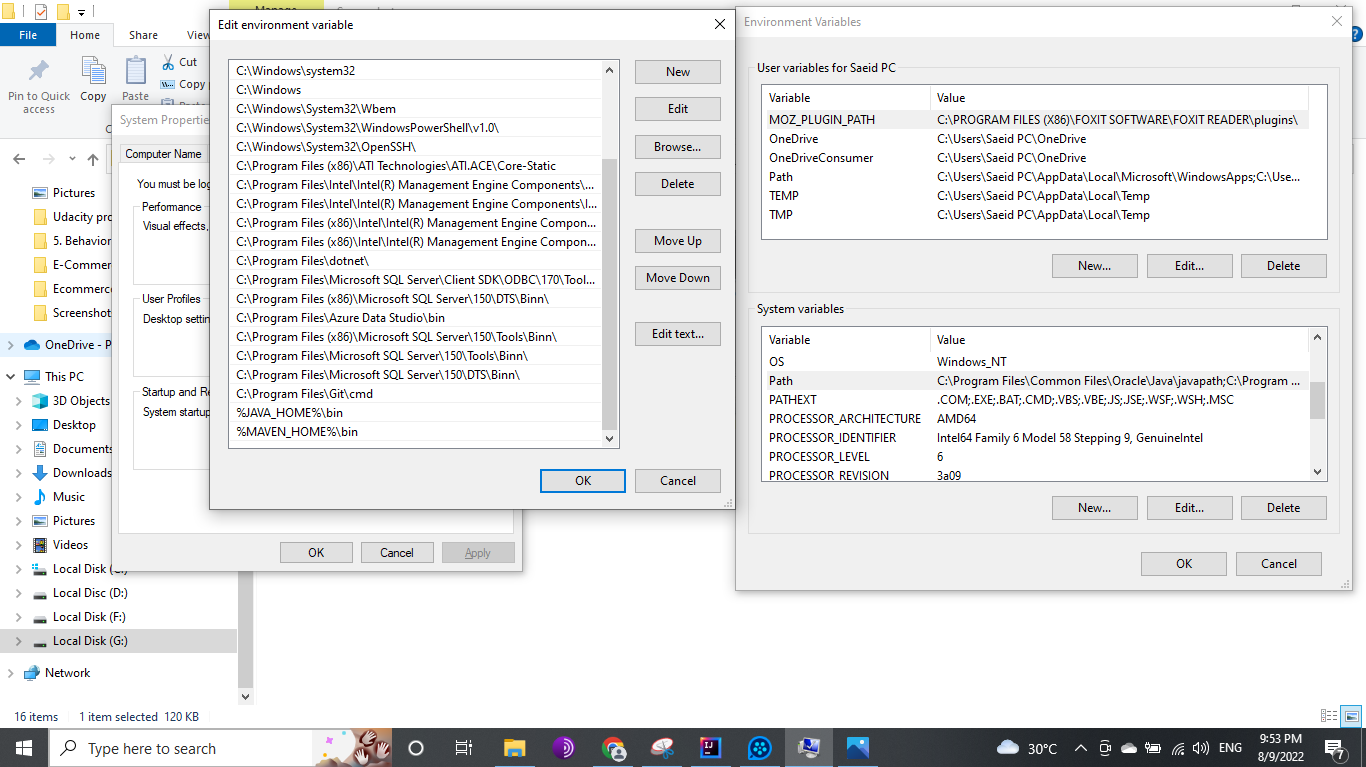 Manage
File
Home
Share
View
Pin to Quick
access
Copy
Paste
Cut
Copy
System Properties
Computer Name
You must be log
Performance
Visual effects,
User Profiles
Desktop settin
Startup and Re
System startup
OK
Cancel
Apply
Pictures
Udacity pro
5. Behavior
E-Commer
Ecommerc
Screenshot
OneDrive - P
This PC
3D Objects
Desktop
Documents
Downloads
Music
Pictures
Videos
Local Disk (C:)
Local Disc (D:)
Local Disk (F:)
Local Disk (G:)
Network
16 items
1 item selected 120 KB
Edit environment variable
C:\Windows\system32
C:\Windows
C:\Windows\System32\Wbem
C:\Windows\System32\WindowsPowerShell\v1.0\
C:\Windows\System32\OpenSSH\
C:\Program Files (x86)\ATI Technologies\ATI.ACE\Core-Static
C:\Program Files\Intel\Intel(R) Management Engine Components\...
C:\Program Files\Intel\Intel(R) Management Engine Components\I...
C:\Program Files (x86)\Intel\Intel(R) Management Engine Compon...
C:\Program Files (x86)\Intel\Intel(R) Management Engine Compon...
C:\Program Files\dotnet\
C:\Program Files\Microsoft SQL Server\Client SDK\ODBC\170\Tool...
C:\Program Files (x86)\Microsoft SQL Server\150\DTS\Binn\
C:\Program Files\Azure Data Studio\bin
C:\Program Files (x86)\Microsoft SQL Server\150\Tools\Binn\
C:\Program Files\Microsoft SQL Server\150\Tools\Binn\
C:\Program Files\Microsoft SQL Server\150\DTS\Binn\
C:\Program Files\Git\cmd
%JAVA_HOME%\bin
%MAVEN_HOME%\bin
New
Edit
Browse...
Delete
Move Up
Move Down
Edit text...
OK
Cancel
Environment Variables
User variables for Saeid PC
Variable Value
MOZ_PLUGIN_PATH C:\PROGRAM FILES (X86)\FOXIT SOFTWARE\FOXIT READER\plugins\
OneDrive C:\Users\Saeid PC\OneDrive
OneDriveConsumer C:\Users\Saeid PC\OneDrive
Path C:\Users\Saeid PC\AppData\Local\Microsoft\WindowsApps;C:\Use...
TEMP C:\Users\Saeid PC\AppData\Local\Temp
TMP C:\Users\Saeid PC\AppData\Local\Temp
New... Edit... Delete
System variables
Variable Value
OS Windows_NT
Path C:\Program Files\Common Files\Oracle\Java\javapath;C:\Program ...
PATHEXT .COM;.EXE;.BAT;.CMD;.VBS;.VBE;.JS;.JSE;.WSF;.WSH;.MSC
PROCESSOR_ARCHITECTURE AMD64
PROCESSOR_IDENTIFIER Intel64 Family 6 Model 58 Stepping 9, GenuineIntel
PROCESSOR_LEVEL 6
PROCESSOR_REVISION 3a09
New... Edit... Delete
OK Cancel
Type here to search
30°C
ENG
9:53 PM
8/9/2022
7